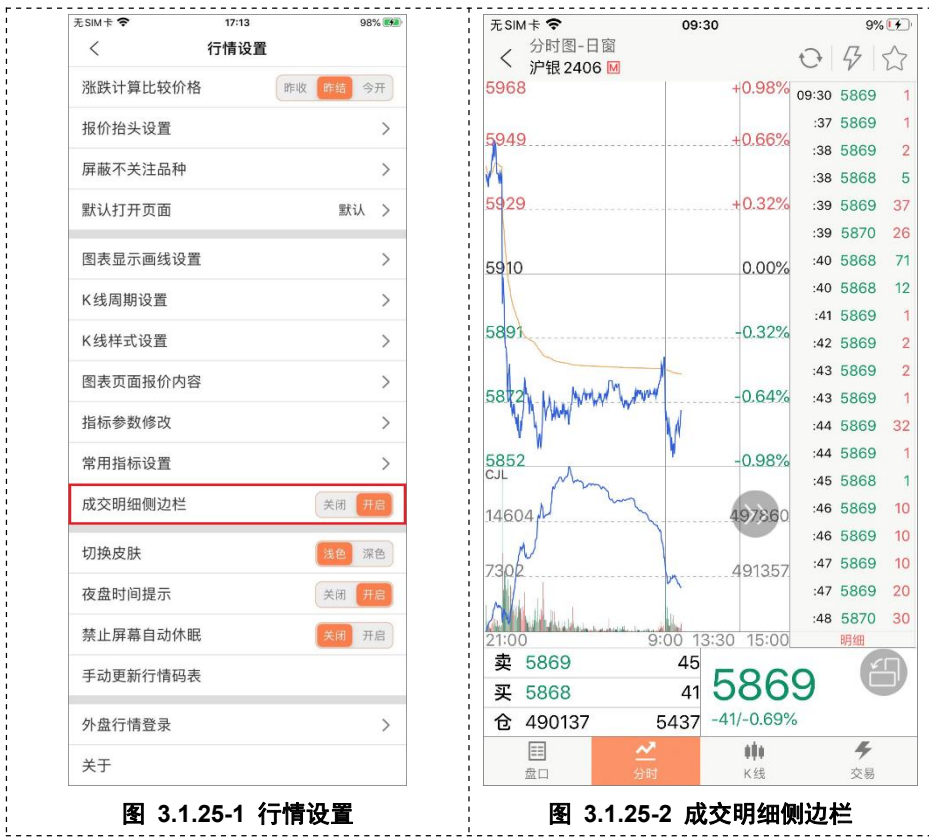 无SIM卡 17:13 98%
行情设置
涨跌计算比较价格 昨收 昨结 今开
报价抬头设置
屏蔽不关注品种
默认打开页面 默认
图表显示画线设置
K线周期设置
K线样式设置
图表页面报价内容
指标参数修改
常用指标设置
成交明细侧边栏 关闭 开启
切换皮肤 浅色 深色
夜盘时间提示 关闭 开启
禁止屏幕自动休眠 关闭 开启
手动更新行情码表
外盘行情登录
关于
图 3.1.25-1 行情设置
无SIM卡 09:30 9%
分时图-日窗
沪银2406 M
5968 +0.98%
5949 +0.66%
5929 +0.32%
5910 0.00%
5891 -0.32%
5872 -0.64%
5852 -0.98%
CJL
14604 497860
7302 491357
21:00 9:00 13:30 15:00
09:30 5869 1
:37 5869 1
:38 5869 2
:38 5868 5
:39 5869 37
:39 5870 26
:40 5868 71
:40 5868 12
:41 5869 1
:42 5869 2
:43 5869 2
:43 5869 1
:44 5869 32
:44 5869 1
:45 5868 1
:46 5869 10
:46 5869 10
:47 5869 10
:47 5869 20
:48 5870 30
明细
卖 5869 45
买 5868 41
仓 490137 5437
5869
-41/-0.69%
盘口 分时 K线 交易
图 3.1.25-2 成交明细侧边栏